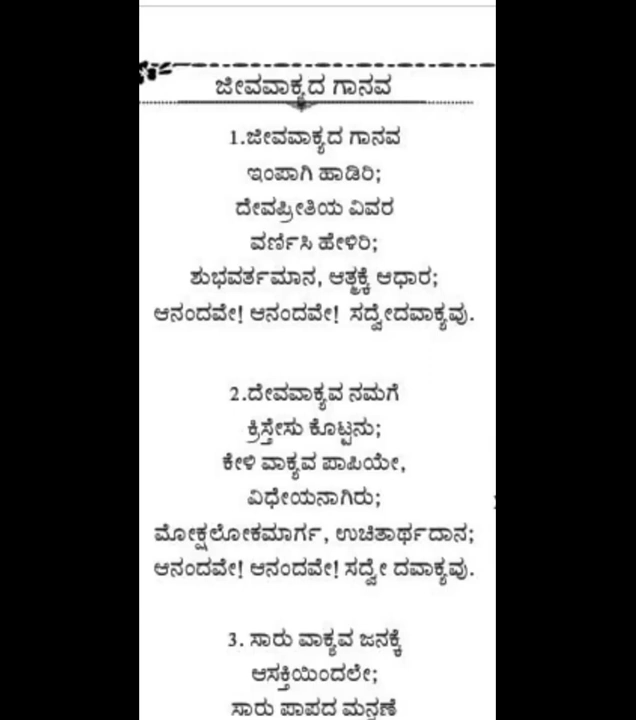 ಜೀವವಾಕ್ಯದ ಗಾನವ
1.ಜೀವವಾಕ್ಯದ ಗಾನವ
ಇಂಪಾಗಿ ಹಾಡಿರಿ;
ದೇವಪ್ರೀತಿಯ ವಿವರ
ವರ್ಣಿಸಿ ಹೇಳಿರಿ;
ಶುಭವರ್ತಮಾನ, ಆತ್ಮಕ್ಕೆ ಆಧಾರ;
ಆನಂದವೇ! ಆನಂದವೇ! ಸದ್ವೇದವಾಕ್ಯವು.
2.ದೇವವಾಕ್ಯವ ನಮಗೆ
ಕ್ರಿಸ್ತೇಸು ಕೊಟ್ಟನು;
ಕೇಳಿ ವಾಕ್ಯವ ಪಾಪಿಯೇ,
ವಿಧೇಯನಾಗಿರು;
ಮೋಕ್ಷಲೋಕಮಾರ್ಗ, ಉಚಿತಾರ್ಥದಾನ;
ಆನಂದವೇ! ಆನಂದವೇ! ಸದ್ವೇ ದವಾಕ್ಯವು.
3. ಸಾರು ವಾಕ್ಯವ ಜನಕ್ಕೆ
ಆಸಕ್ತಿಯಿಂದಲೇ;
ಸಾರು ಪಾಪದ ಮನ್ನಣೆ